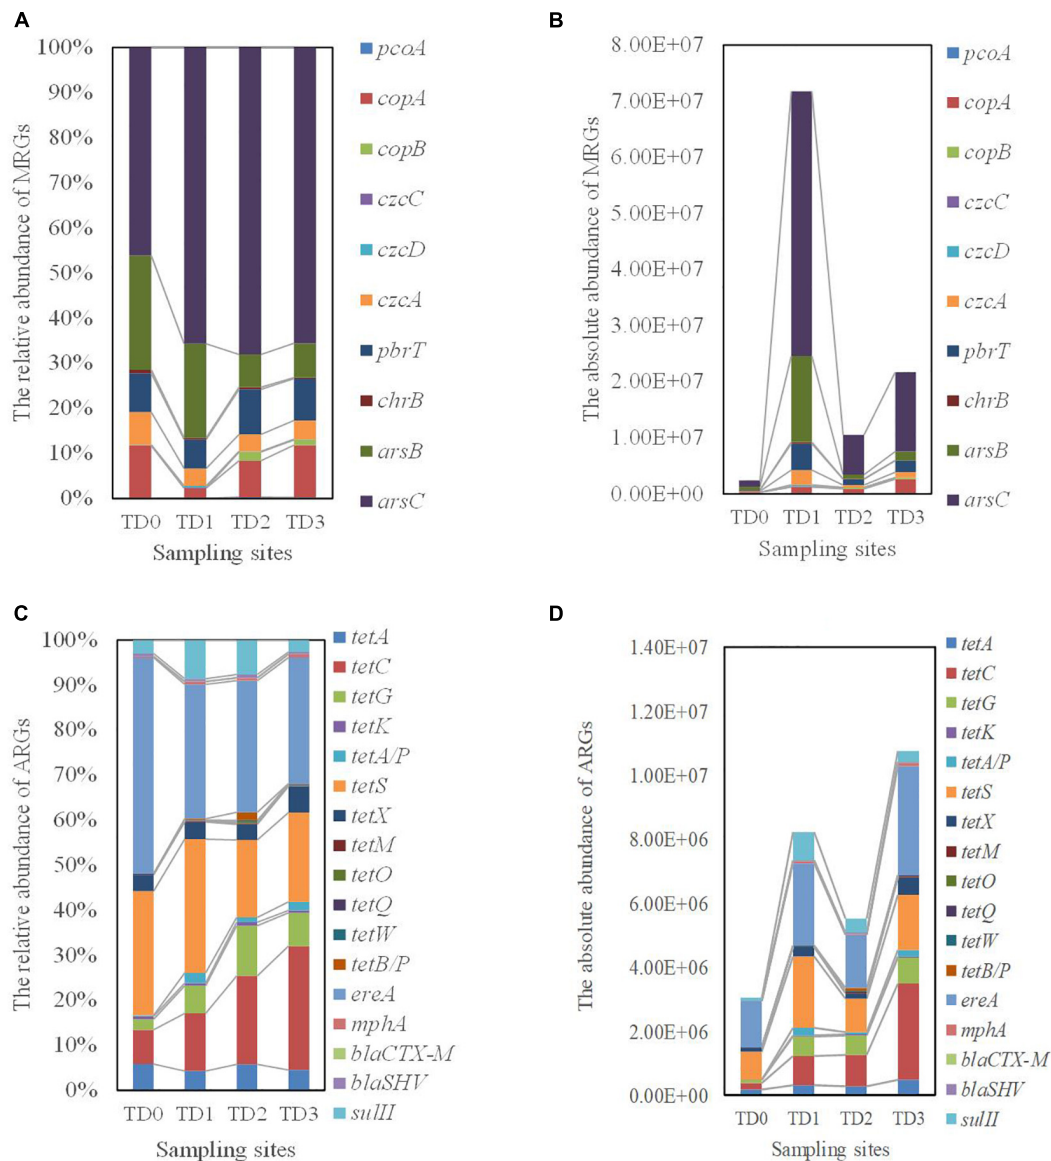 A
100%
90%
80%
70%
60%
50%
40%
30%
20%
10%
0%
The relative abundance of MRGs
TD0 TD1 TD2 TD3
Sampling sites
pcoA
copA
copB
czcC
czcD
czcA
pbrT
chrB
arsB
arsC
B
8.00E+07
7.00E+07
6.00E+07
5.00E+07
4.00E+07
3.00E+07
2.00E+07
1.00E+07
0.00E+00
The absolute abundance of MRGs
TD0 TD1 TD2 TD3
Sampling sites
pcoA
copA
copB
czcC
czcD
czcA
pbrT
chrB
arsB
arsC
C
100%
90%
80%
70%
60%
50%
40%
30%
20%
10%
0%
The relative abundance of ARGs
TD0 TD1 TD2 TD3
Sampling sites
tetA
tetC
tetG
tetK
tetA/P
tetS
tetX
tetM
tetO
tetQ
tetW
tetB/P
ereA
mphA
blaCTX-M
blaSHV
sulII
D
1.40E+07
1.20E+07
1.00E+07
8.00E+06
6.00E+06
4.00E+06
2.00E+06
0.00E+00
The absolute abundance of ARGs
TD0 TD1 TD2 TD3
Sampling sites
tetA
tetC
tetG
tetK
tetA/P
tetS
tetX
tetM
tetO
tetQ
tetW
tetB/P
ereA
mphA
blaCTX-M
blaSHV
sulII